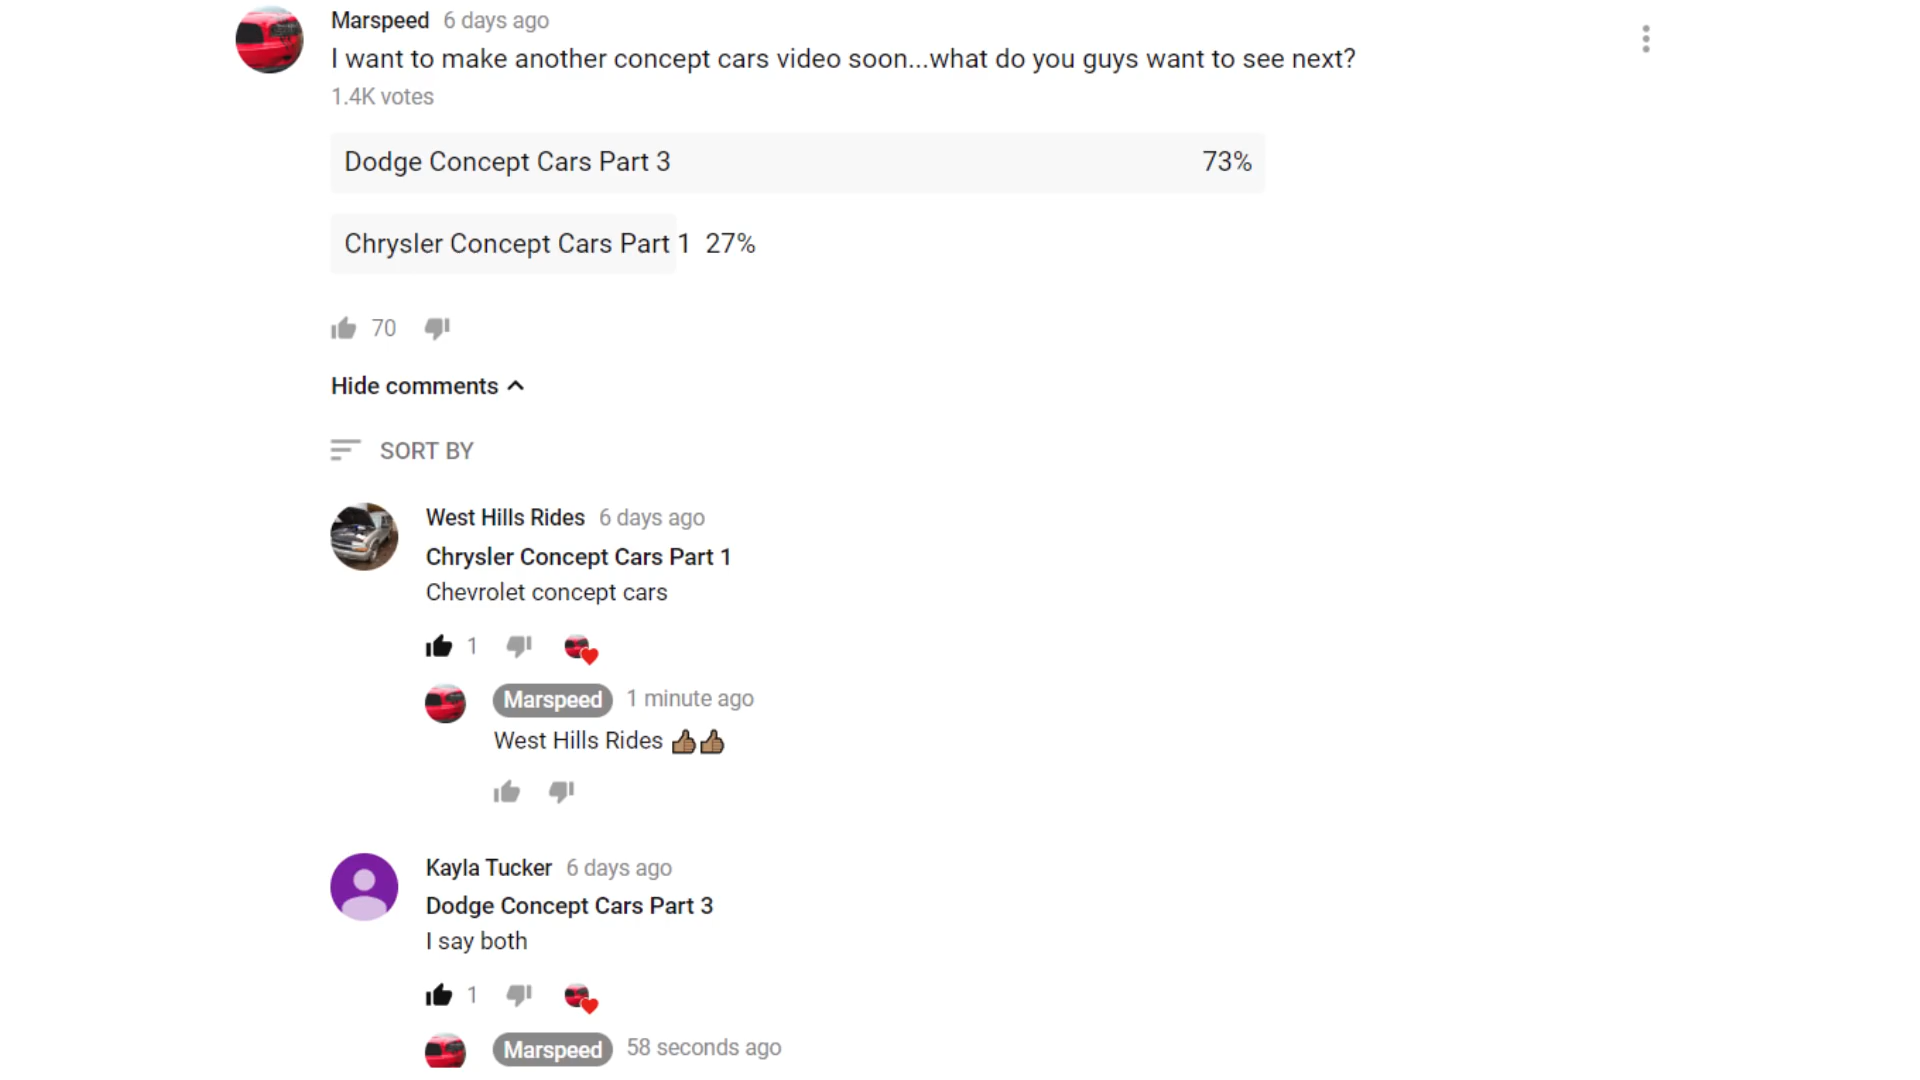 Marspeed 6 days ago
I want to make another concept cars video soon...what do you guys want to see next?
1.4K votes
Dodge Concept Cars Part 3 73%
Chrysler Concept Cars Part 1 27%
70
Hide comments
SORT BY
West Hills Rides 6 days ago
Chrysler Concept Cars Part 1
Chevrolet concept cars
1
Marspeed 1 minute ago
West Hills Rides 👍🏽👍🏽
Kayla Tucker 6 days ago
Dodge Concept Cars Part 3
I say both
1
Marspeed 58 seconds ago